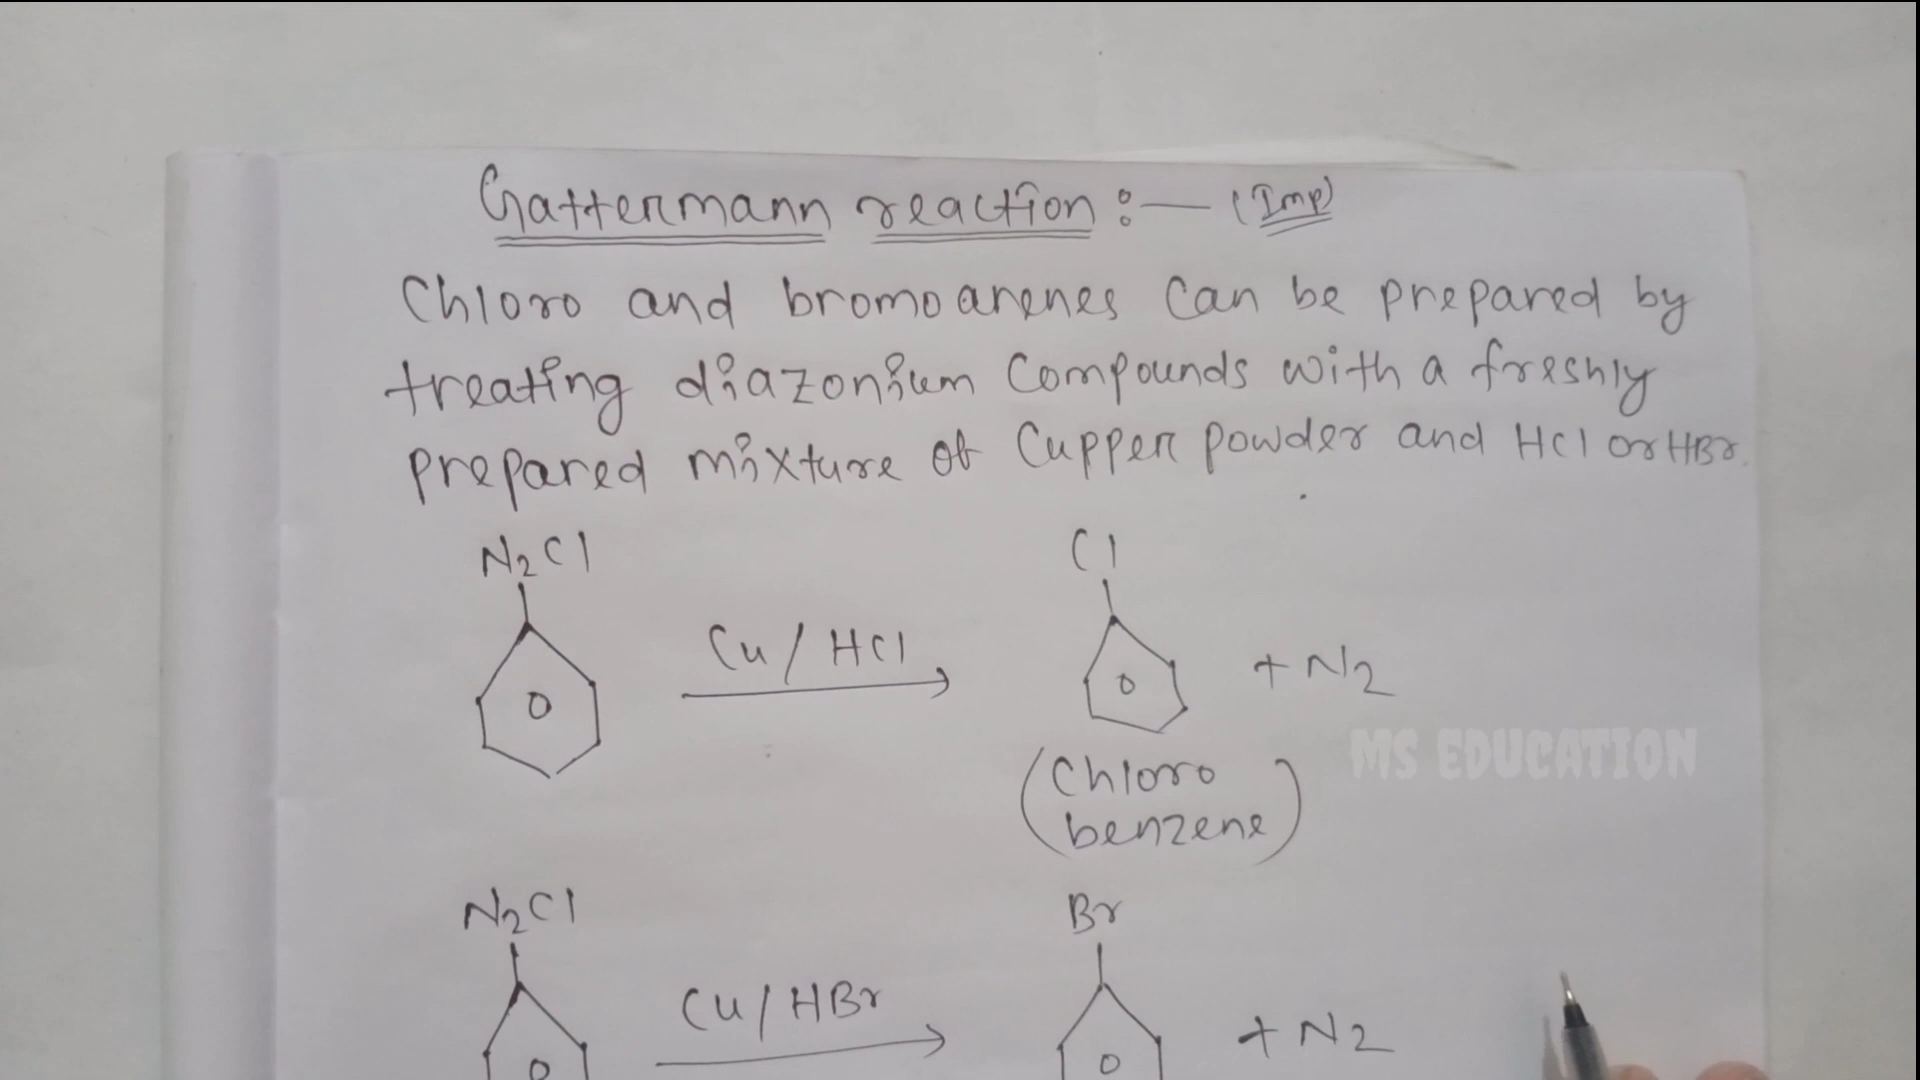 Gattermann reaction :— (Imp)
Chloro and bromoarenes can be prepared by
treating diazonium compounds with a freshly
prepared mixture of Cupper powder and HCl or HBr.
N2Cl
Cl
Cu / HCl
+ N2
MS EDUCATION
(Chloro
benzene)
N2Cl
Br
Cu / HBr
+ N2